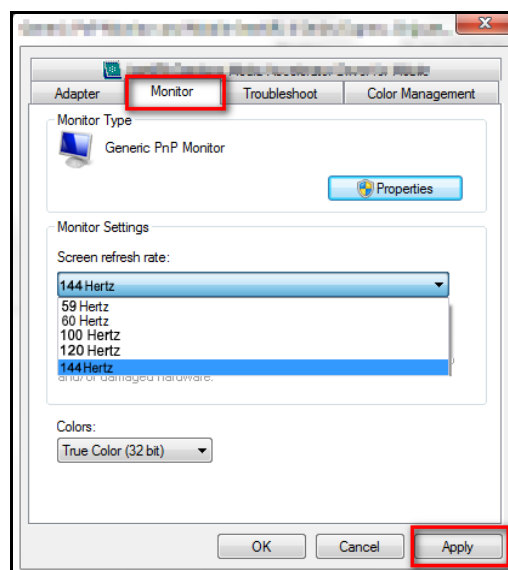 Adapter
Monitor
Troubleshoot
Color Management
Monitor Type
Generic PnP Monitor
Properties
Monitor Settings
Screen refresh rate:
144 Hertz
59 Hertz
60 Hertz
100 Hertz
120 Hertz
144 Hertz
and/or damaged hardware.
Colors:
True Color (32 bit)
OK
Cancel
Apply